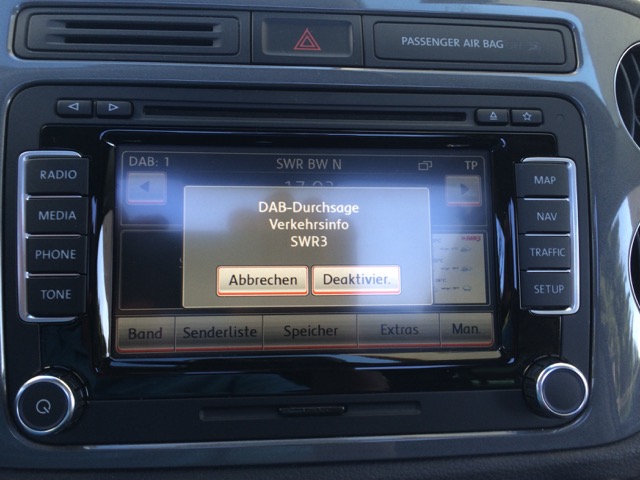 PASSENGER AIR BAG
RADIO
MEDIA
PHONE
TONE
DAB: 1
SWR BW N
TP
DAB-Durchsage
Verkehrsinfo
SWR3
Abbrechen
Deaktivier.
Band
Senderliste
Speicher
Extras
Man.
MAP
NAV
TRAFFIC
SETUP